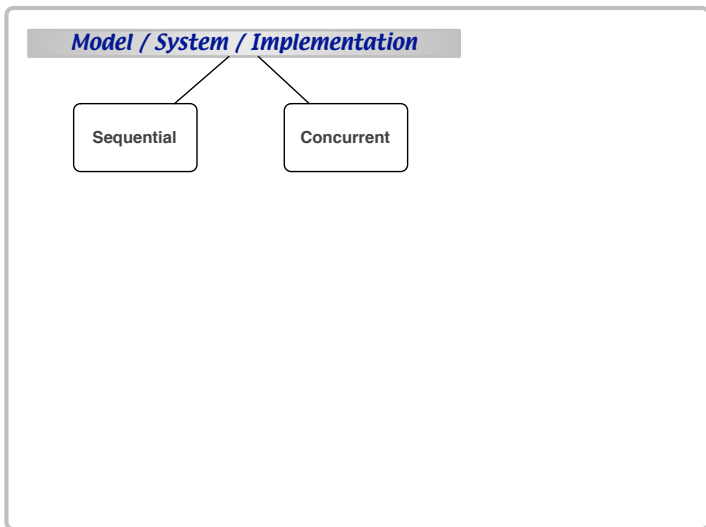 Model / System / Implementation
Sequential
Concurrent